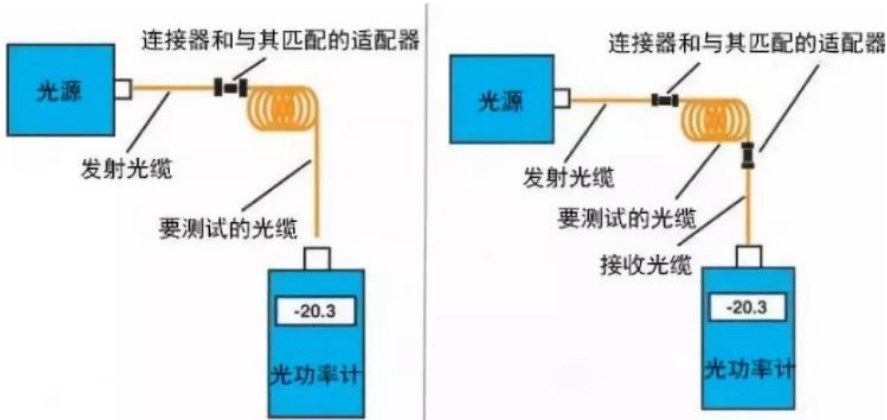 连接器和与其匹配的适配器
光源
发射光缆
要测试的光缆
-20.3
光功率计
连接器和与其匹配的适配器
光源
发射光缆
要测试的光缆
接收光缆
-20.3
光功率计